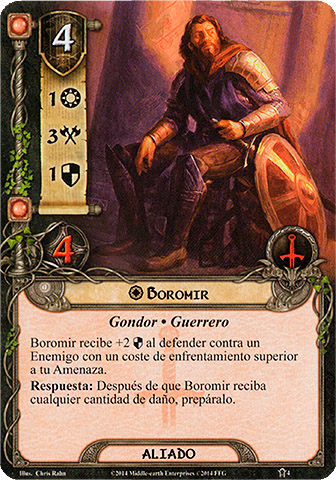 4
1
3
1
4
Boromir
Gondor • Guerrero
Boromir recibe +2 al defender contra un
Enemigo con un coste de enfrentamiento superior
a tu Amenaza.
Respuesta: Después de que Boromir reciba
cualquier cantidad de daño, prepáralo.
ALIADO
Illus. Chris Rahn
©2014 Middle-earth Enterprises ©2014 FFG
4